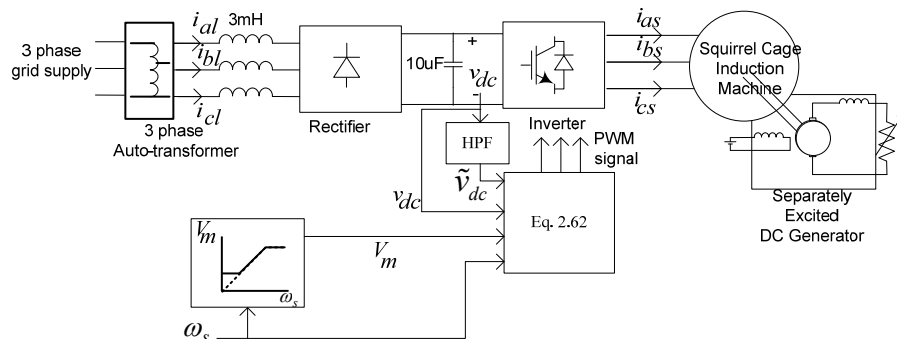 3 phase
grid supply
i_al
i_bl
i_cl
3mH
3 phase
Auto-transformer
Rectifier
10uF
+
v_dc
-
Inverter
i_as
i_bs
i_cs
Squirrel Cage
Induction
Machine
HPF
PWM
signal
ṽ_dc
v_dc
Eq. 2.62
Separately
Excited
DC Generator
V_m
ω_s
V_m
ω_s